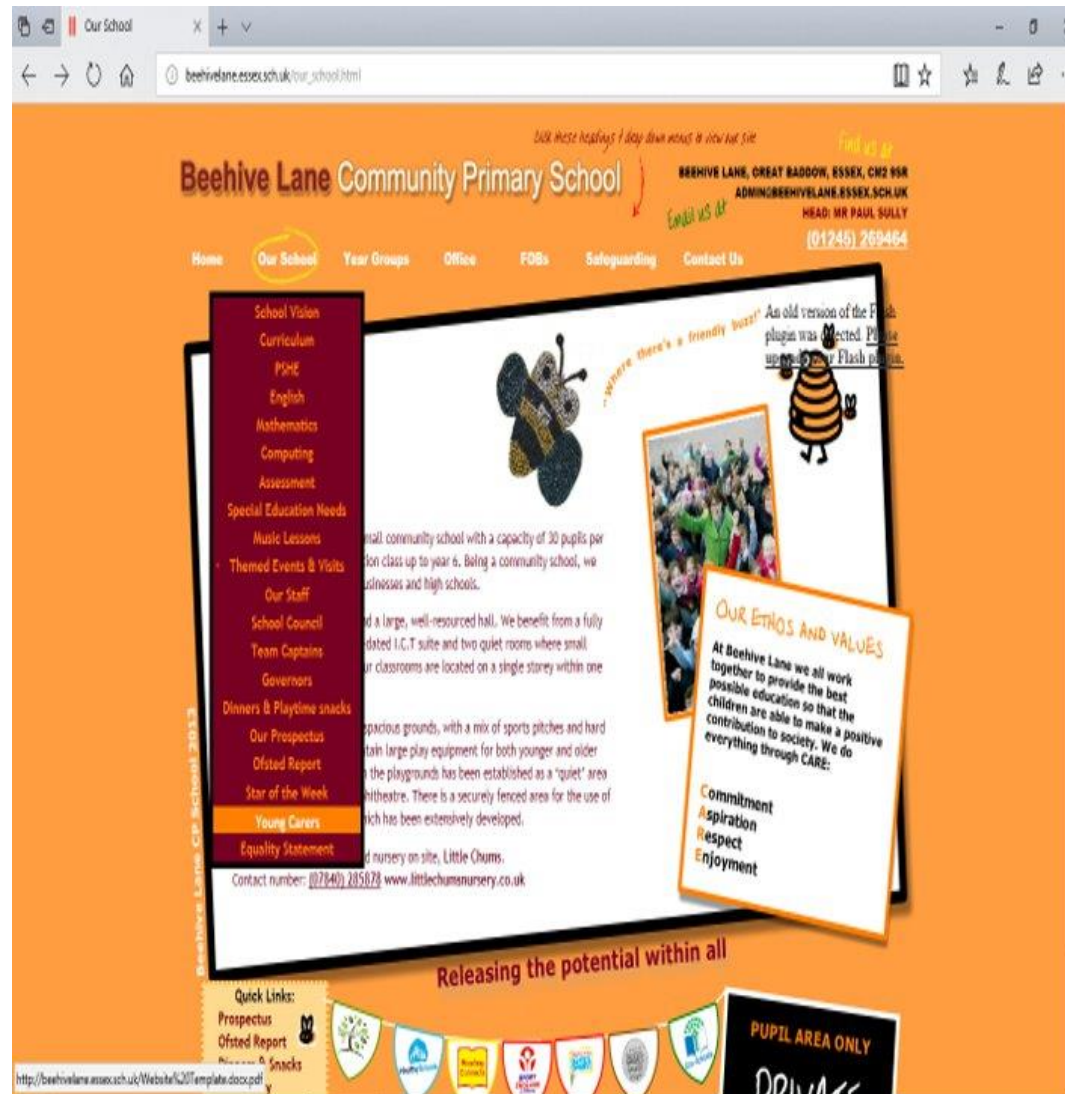 Our School
beehivelane.essex.sch.uk/our_school.html
Click these headings & drop down menus to view our site
Find us at
Beehive Lane Community Primary School
BEEHIVE LANE, GREAT BADDOW, ESSEX, CM2 9SR
ADMIN@BEEHIVELANE.ESSEX.SCH.UK
Email us at
HEAD: MR PAUL SULLY
(01245) 269464
Home Our School Year Groups Office FOBs Safeguarding Contact Us
School Vision
Curriculum
PSHE
English
Mathematics
Computing
Assessment
Special Education Needs
Music Lessons
Themed Events & Visits
Our Staff
School Council
Team Captains
Governors
Dinners & Playtime snacks
Our Prospectus
Ofsted Report
Star of the Week
Young Carers
Equality Statement
"Where there's a friendly buzz!"
An old version of the Flash
plugin was detected. Please
your Flash plugin.
small community school with a capacity of 30 pupils per
class up to year 6. Being a community school, we
businesses and high schools.
a large, well-resourced hall. We benefit from a fully
I.C.T suite and two quiet rooms where small
classrooms are located on a single storey within one
spacious grounds, with a mix of sports pitches and hard
large play equipment for both younger and older
the playgrounds has been established as a "quiet" area
There is a securely fenced area for the use of
which has been extensively developed.
nursery on site, Little Chums.
Contact number: (07840) 285878 www.littlechumsnursery.co.uk
OUR ETHOS AND VALUES
At Beehive Lane we all work
together to provide the best
possible education so that the
children are able to make a positive
contribution to society. We do
everything through CARE:
Commitment
Aspiration
Respect
Enjoyment
Beehive Lane CP School 2013
Releasing the potential within all
Quick Links:
Prospectus
Ofsted Report
Snacks
PUPIL AREA ONLY
PRIVATE
http://beehivelane.essex.sch.uk/Website%20Template.docx.pdf